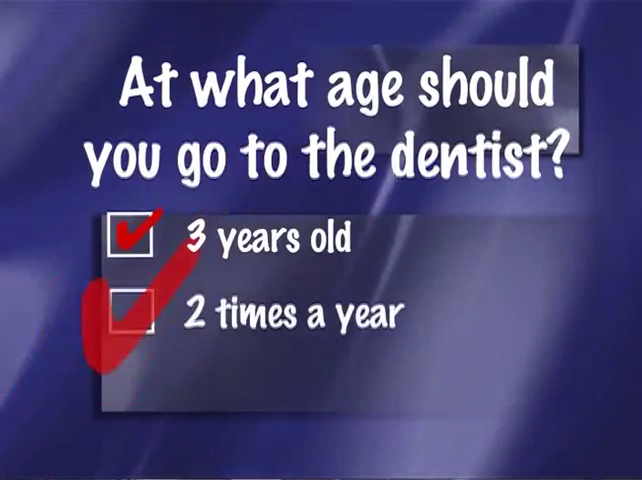 At what age should
you go to the dentist?
3 years old
2 times a year